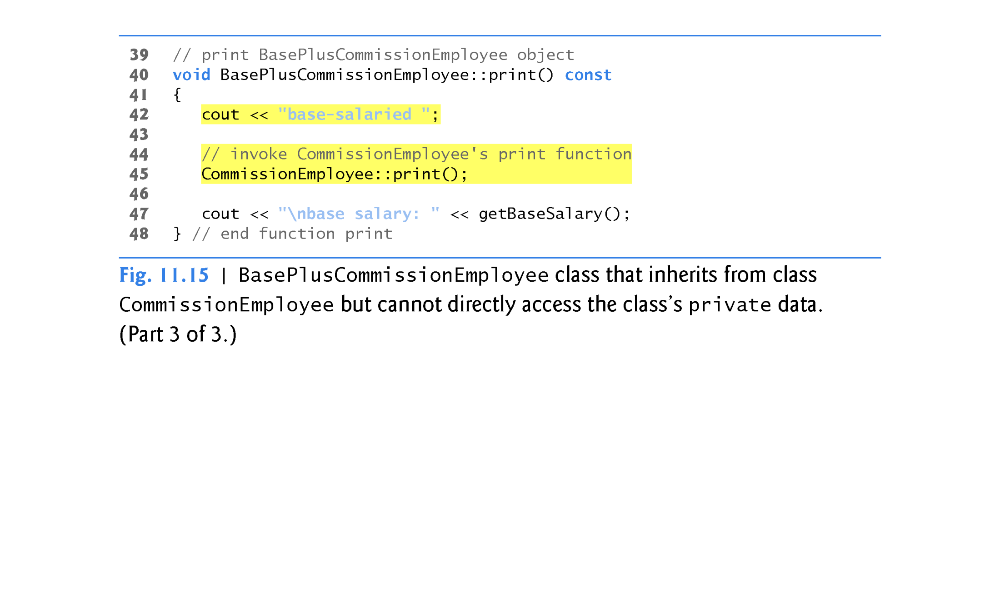 39 // print BasePlusCommissionEmployee object
40 void BasePlusCommissionEmployee::print() const
41 {
42 cout << "base-salaried ";
43
44 // invoke CommissionEmployee's print function
45 CommissionEmployee::print();
46
47 cout << "\nbase salary: " << getBaseSalary();
48 } // end function print
Fig. 11.15 | BasePlusCommissionEmployee class that inherits from class
CommissionEmployee but cannot directly access the class’s private data.
(Part 3 of 3.)